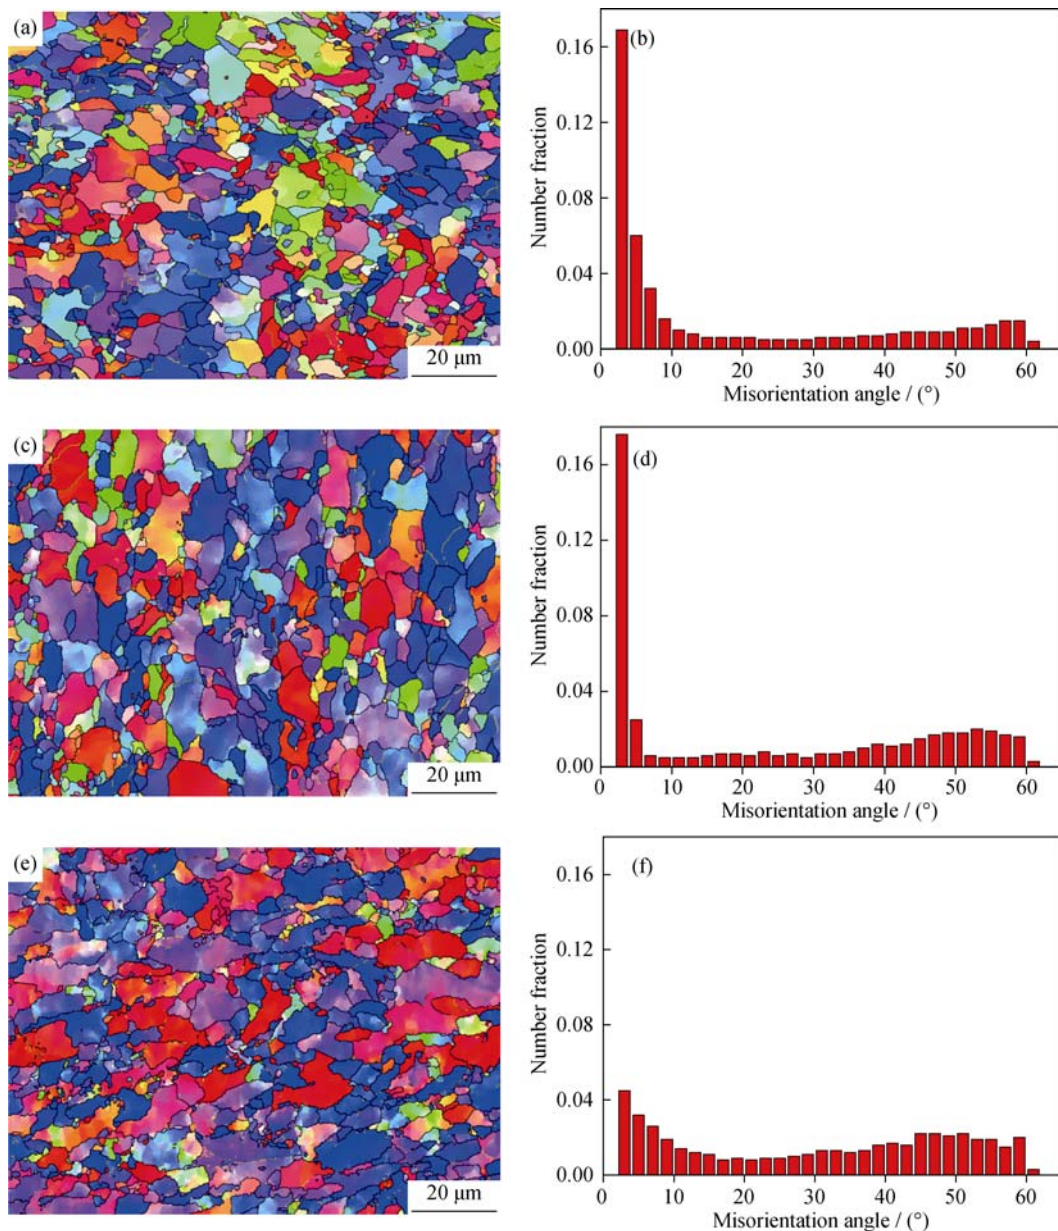 (a)
20 μm
(b)
Number fraction
0.16
0.12
0.08
0.04
0.00
0 10 20 30 40 50 60
Misorientation angle / (°)
(c)
20 μm
(d)
Number fraction
0.16
0.12
0.08
0.04
0.00
0 10 20 30 40 50 60
Misorientation angle / (°)
(e)
20 μm
(f)
Number fraction
0.16
0.12
0.08
0.04
0.00
0 10 20 30 40 50 60
Misorientation angle / (°)